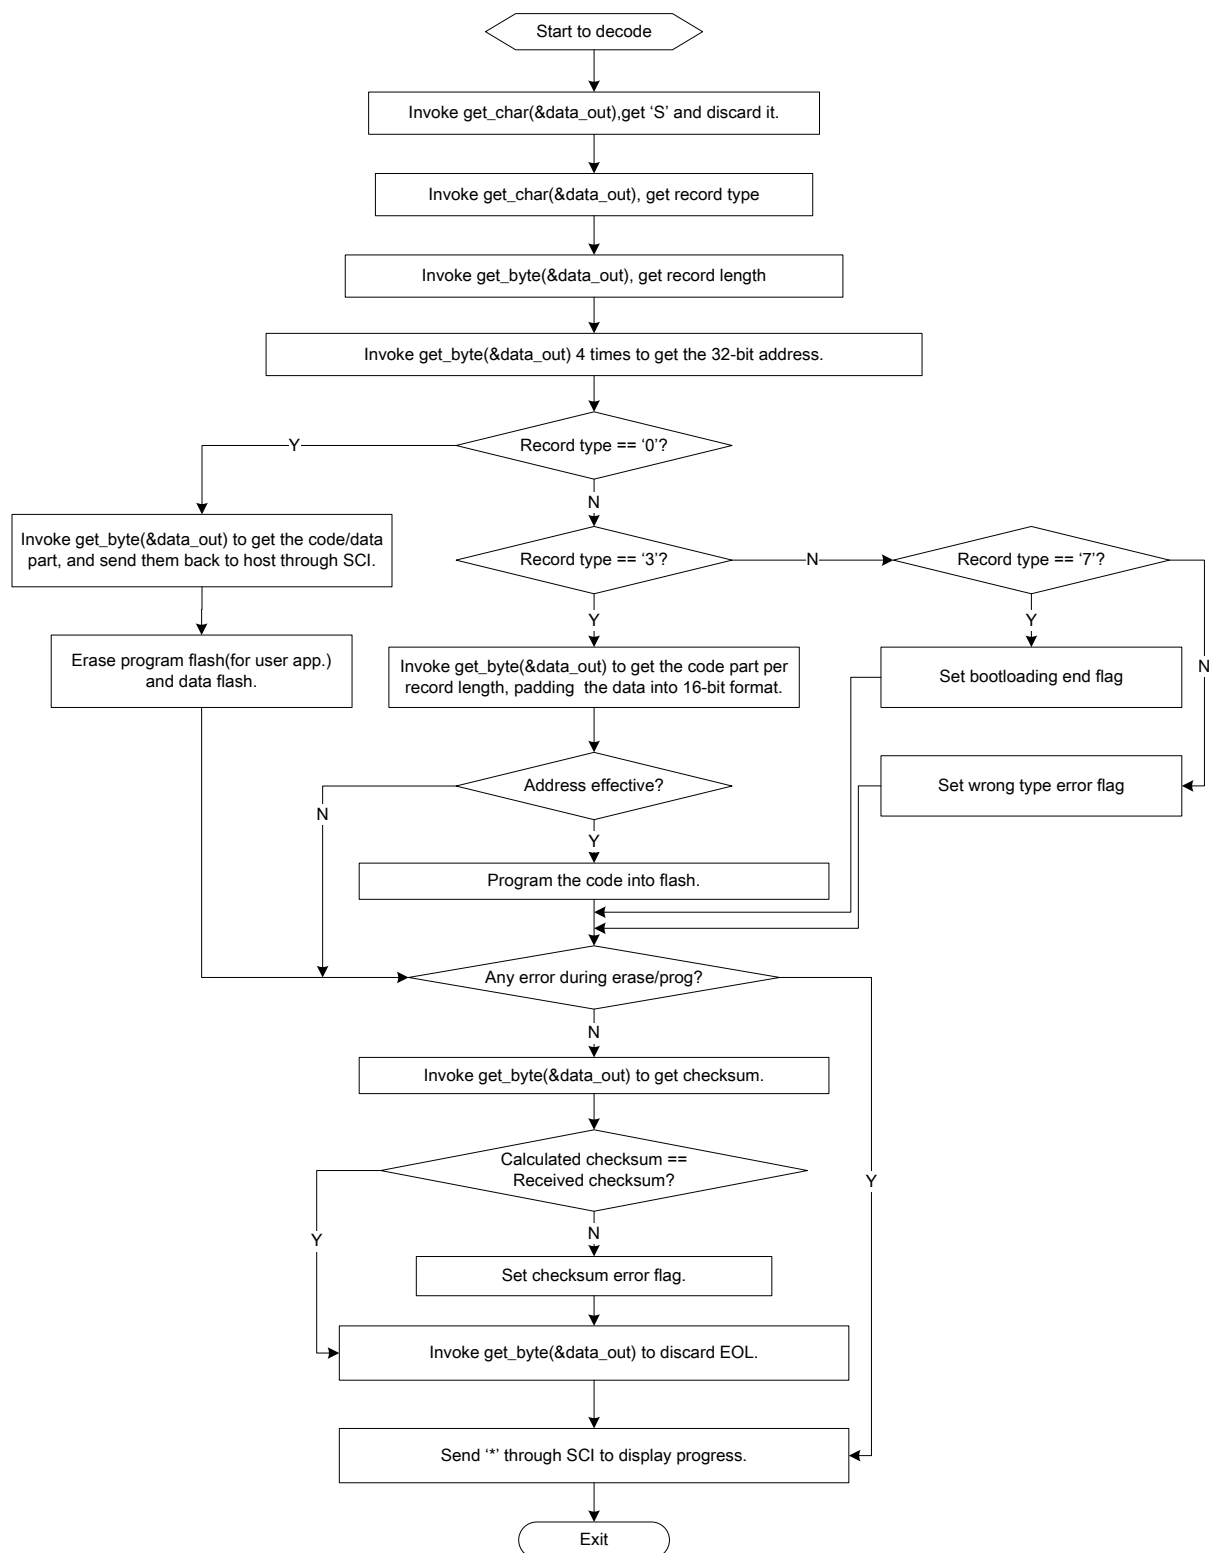 Start to decode
Invoke get_char(&data_out),get ‘S’ and discard it.
Invoke get_char(&data_out), get record type
Invoke get_byte(&data_out), get record length
Invoke get_byte(&data_out) 4 times to get the 32-bit address.
Record type == ‘0’?
Y
N
Invoke get_byte(&data_out) to get the code/data
part, and send them back to host through SCI.
Record type == ‘3’?
N
Record type == ‘7’?
Y
Y
N
Erase program flash(for user app.)
and data flash.
Invoke get_byte(&data_out) to get the code part per
record length, padding  the data into 16-bit format.
Set bootloading end flag
Address effective?
Set wrong type error flag
N
Y
Program the code into flash.
Any error during erase/prog?
N
Invoke get_byte(&data_out) to get checksum.
Calculated checksum ==
Received checksum?
Y
N
Y
Set checksum error flag.
Invoke get_byte(&data_out) to discard EOL.
Send ‘*’ through SCI to display progress.
Exit